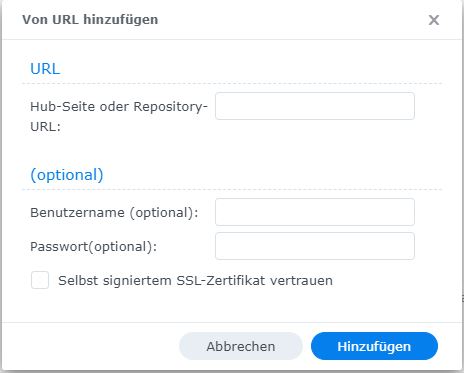 Von URL hinzufügen
URL
Hub-Seite oder Repository-
URL:
(optional)
Benutzername (optional):
Passwort(optional):
Selbst signiertem SSL-Zertifikat vertrauen
Abbrechen
Hinzufügen